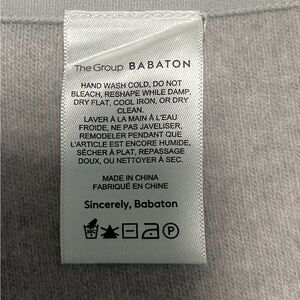 The Group BABATON
HAND WASH COLD, DO NOT
BLEACH, RESHAPE WHILE DAMP,
DRY FLAT, COOL IRON, OR DRY
CLEAN.
LAVER À LA MAIN À L'EAU
FROIDE, NE PAS JAVELISER,
REMODELER PENDANT QUE
L'ARTICLE EST ENCORE HUMIDE,
SÉCHER À PLAT, REPASSAGE
DOUX, OU NETTOYER À SEC.
MADE IN CHINA
FABRIQUÉ EN CHINE
Sincerely, Babaton
P